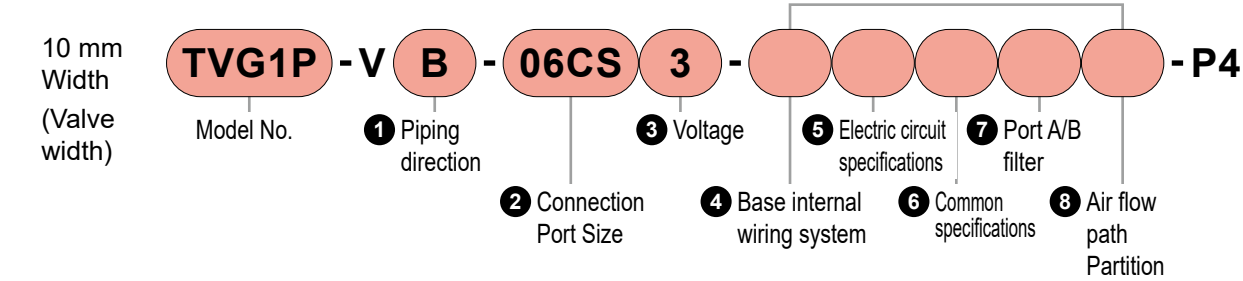 10 mm
Width
(Valve
width)
TVG1P - V B - 06CS 3 - - P4
Model No.
1 Piping
direction
2 Connection
Port Size
3 Voltage
4 Base internal
wiring system
5 Electric circuit
specifications
6 Common
specifications
7 Port A/B
filter
8 Air flow
path
Partition